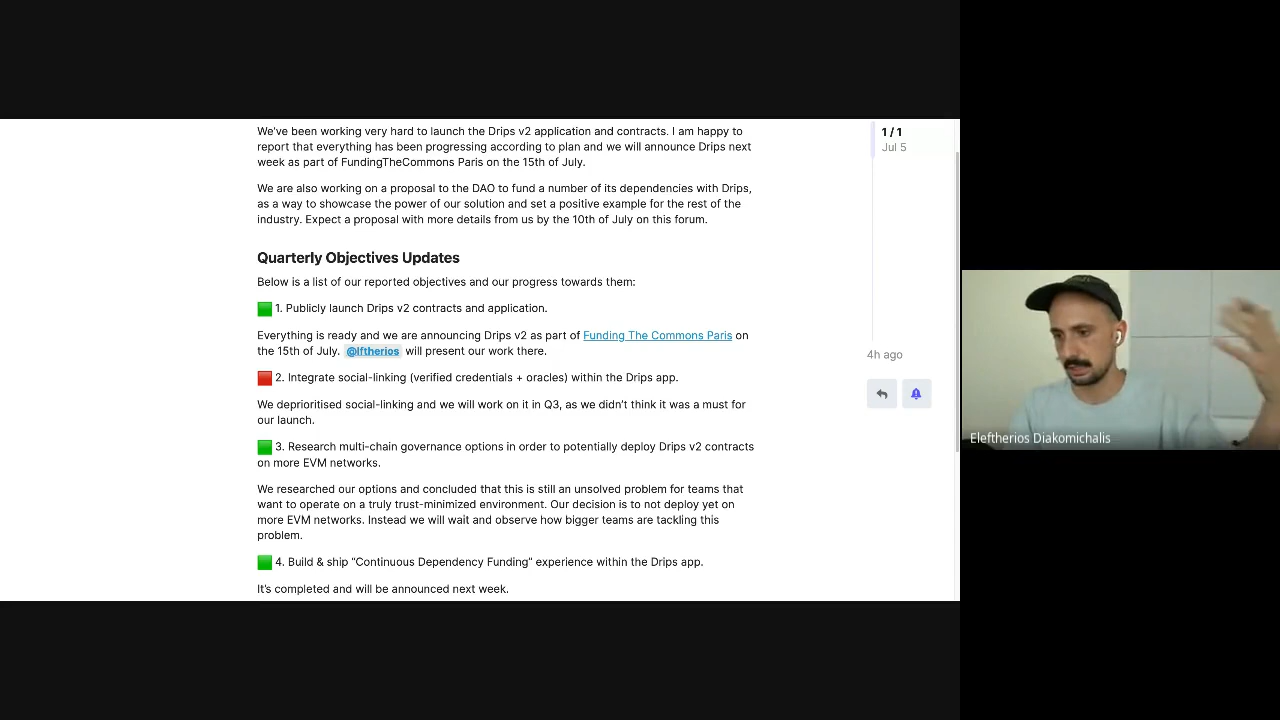 We've been working very hard to launch the Drips v2 application and contracts. I am happy to
report that everything has been progressing according to plan and we will announce Drips next
week as part of FundingTheCommons Paris on the 15th of July.
We are also working on a proposal to the DAO to fund a number of its dependencies with Drips,
as a way to showcase the power of our solution and set a positive example for the rest of the
industry. Expect a proposal with more details from us by the 10th of July on this forum.
Quarterly Objectives Updates
Below is a list of our reported objectives and our progress towards them:
1. Publicly launch Drips v2 contracts and application.
Everything is ready and we are announcing Drips v2 as part of Funding The Commons Paris on
the 15th of July. @lftherios will present our work there.
2. Integrate social-linking (verified credentials + oracles) within the Drips app.
We deprioritised social-linking and we will work on it in Q3, as we didn’t think it was a must for
our launch.
3. Research multi-chain governance options in order to potentially deploy Drips v2 contracts
on more EVM networks.
We researched our options and concluded that this is still an unsolved problem for teams that
want to operate on a truly trust-minimized environment. Our decision is to not deploy yet on
more EVM networks. Instead we will wait and observe how bigger teams are tackling this
problem.
4. Build & ship “Continuous Dependency Funding” experience within the Drips app.
It’s completed and will be announced next week.
1 / 1
Jul 5
4h ago
Eleftherios Diakomichalis